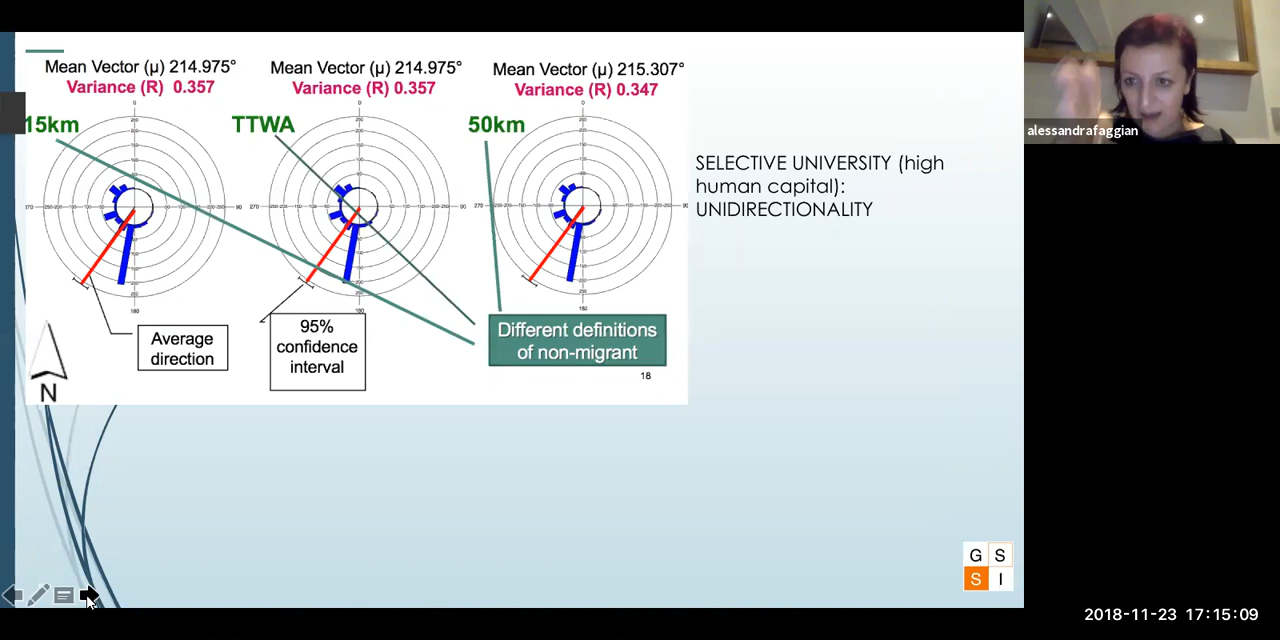 Mean Vector (µ) 214.975°
Variance (R) 0.357
Mean Vector (µ) 214.975°
Variance (R) 0.357
Mean Vector (µ) 215.307°
Variance (R) 0.347
15km
TTWA
50km
SELECTIVE UNIVERSITY (high
human capital):
UNIDIRECTIONALITY
Average
direction
95%
confidence
interval
Different definitions
of non-migrant
18
N
G S
S I
alessandrafaggian
2018-11-23 17:15:09